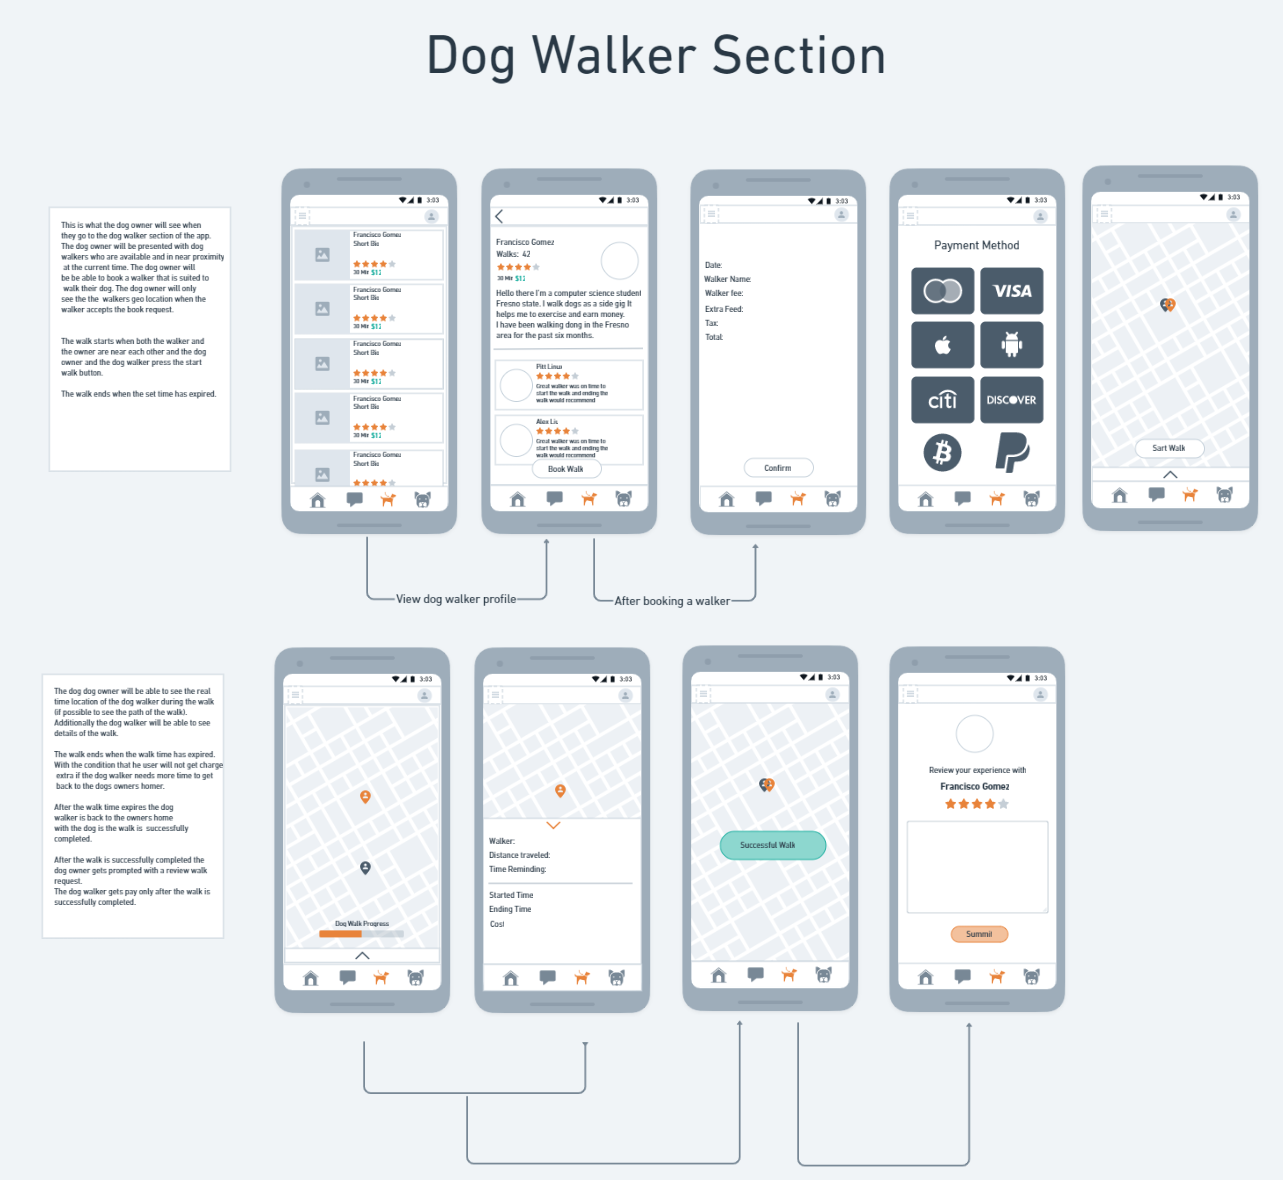 Dog Walker Section
This is what the dog owner will see when
they go to the dog walker section of the app.
The dog owner will be presented with dog
walkers who are available and in near proximity
at the current time. The dog owner will
be be able to book a walker that is suited to
walk their dog. The dog owner will only
see the the walkers geo location when the
walker accepts the book request.
The walk starts when both the walker and
the owner are near each other and the dog
owner and the dog walker press the start
walk button.
The walk ends when the set time has expired.
3:03
Francisco Gomez
Short Bio
30 Min $12
Francisco Gomez
Short Bio
30 Min $12
Francisco Gomez
Short Bio
30 Min $12
Francisco Gomez
Short Bio
30 Min $12
Francisco Gomez
Short Bio
3:03
Francisco Gomez
Walks: 42
30 Min $12
Hello there I'm a computer science student
Fresno state. I walk dogs as a side gig It
helps me to exercise and earn money.
I have been walking dong in the Fresno
area for the past six months.
Fitt Linux
Great walker was on time to
start the walk and ending the
walk would recommend
Alex Lis
Great walker was on time to
start the walk and ending the
walk would recommend
Book Walk
3:03
Date:
Walker Name:
Walker fee:
Extra Feed:
Tax:
Total:
Confirm
3:03
Payment Method
VISA
citi
DISCOVER
3:03
Sart Walk
View dog walker profile
After booking a walker
The dog dog owner will be able to see the real
time location of the dog walker during the walk
(if possible to see the path of the walk).
Additionally the dog walker will be able to see
details of the walk.
The walk ends when the walk time has expired.
With the condition that he user will not get charge
extra if the dog walker needs more time to get
back to the dogs owners homer.
After the walk time expires the dog
walker is back to the owners home
with the dog is the walk is successfully
completed.
After the walk is successfully completed the
dog owner gets prompted with a review walk
request.
The dog walker gets pay only after the walk is
successfully completed.
3:03
Dog Walk Progress
3:03
Walker:
Distance traveled:
Time Reminding:
Started Time
Ending Time
Cost
3:03
Successful Walk
3:03
Review your experience with
Francisco Gomez
Summit